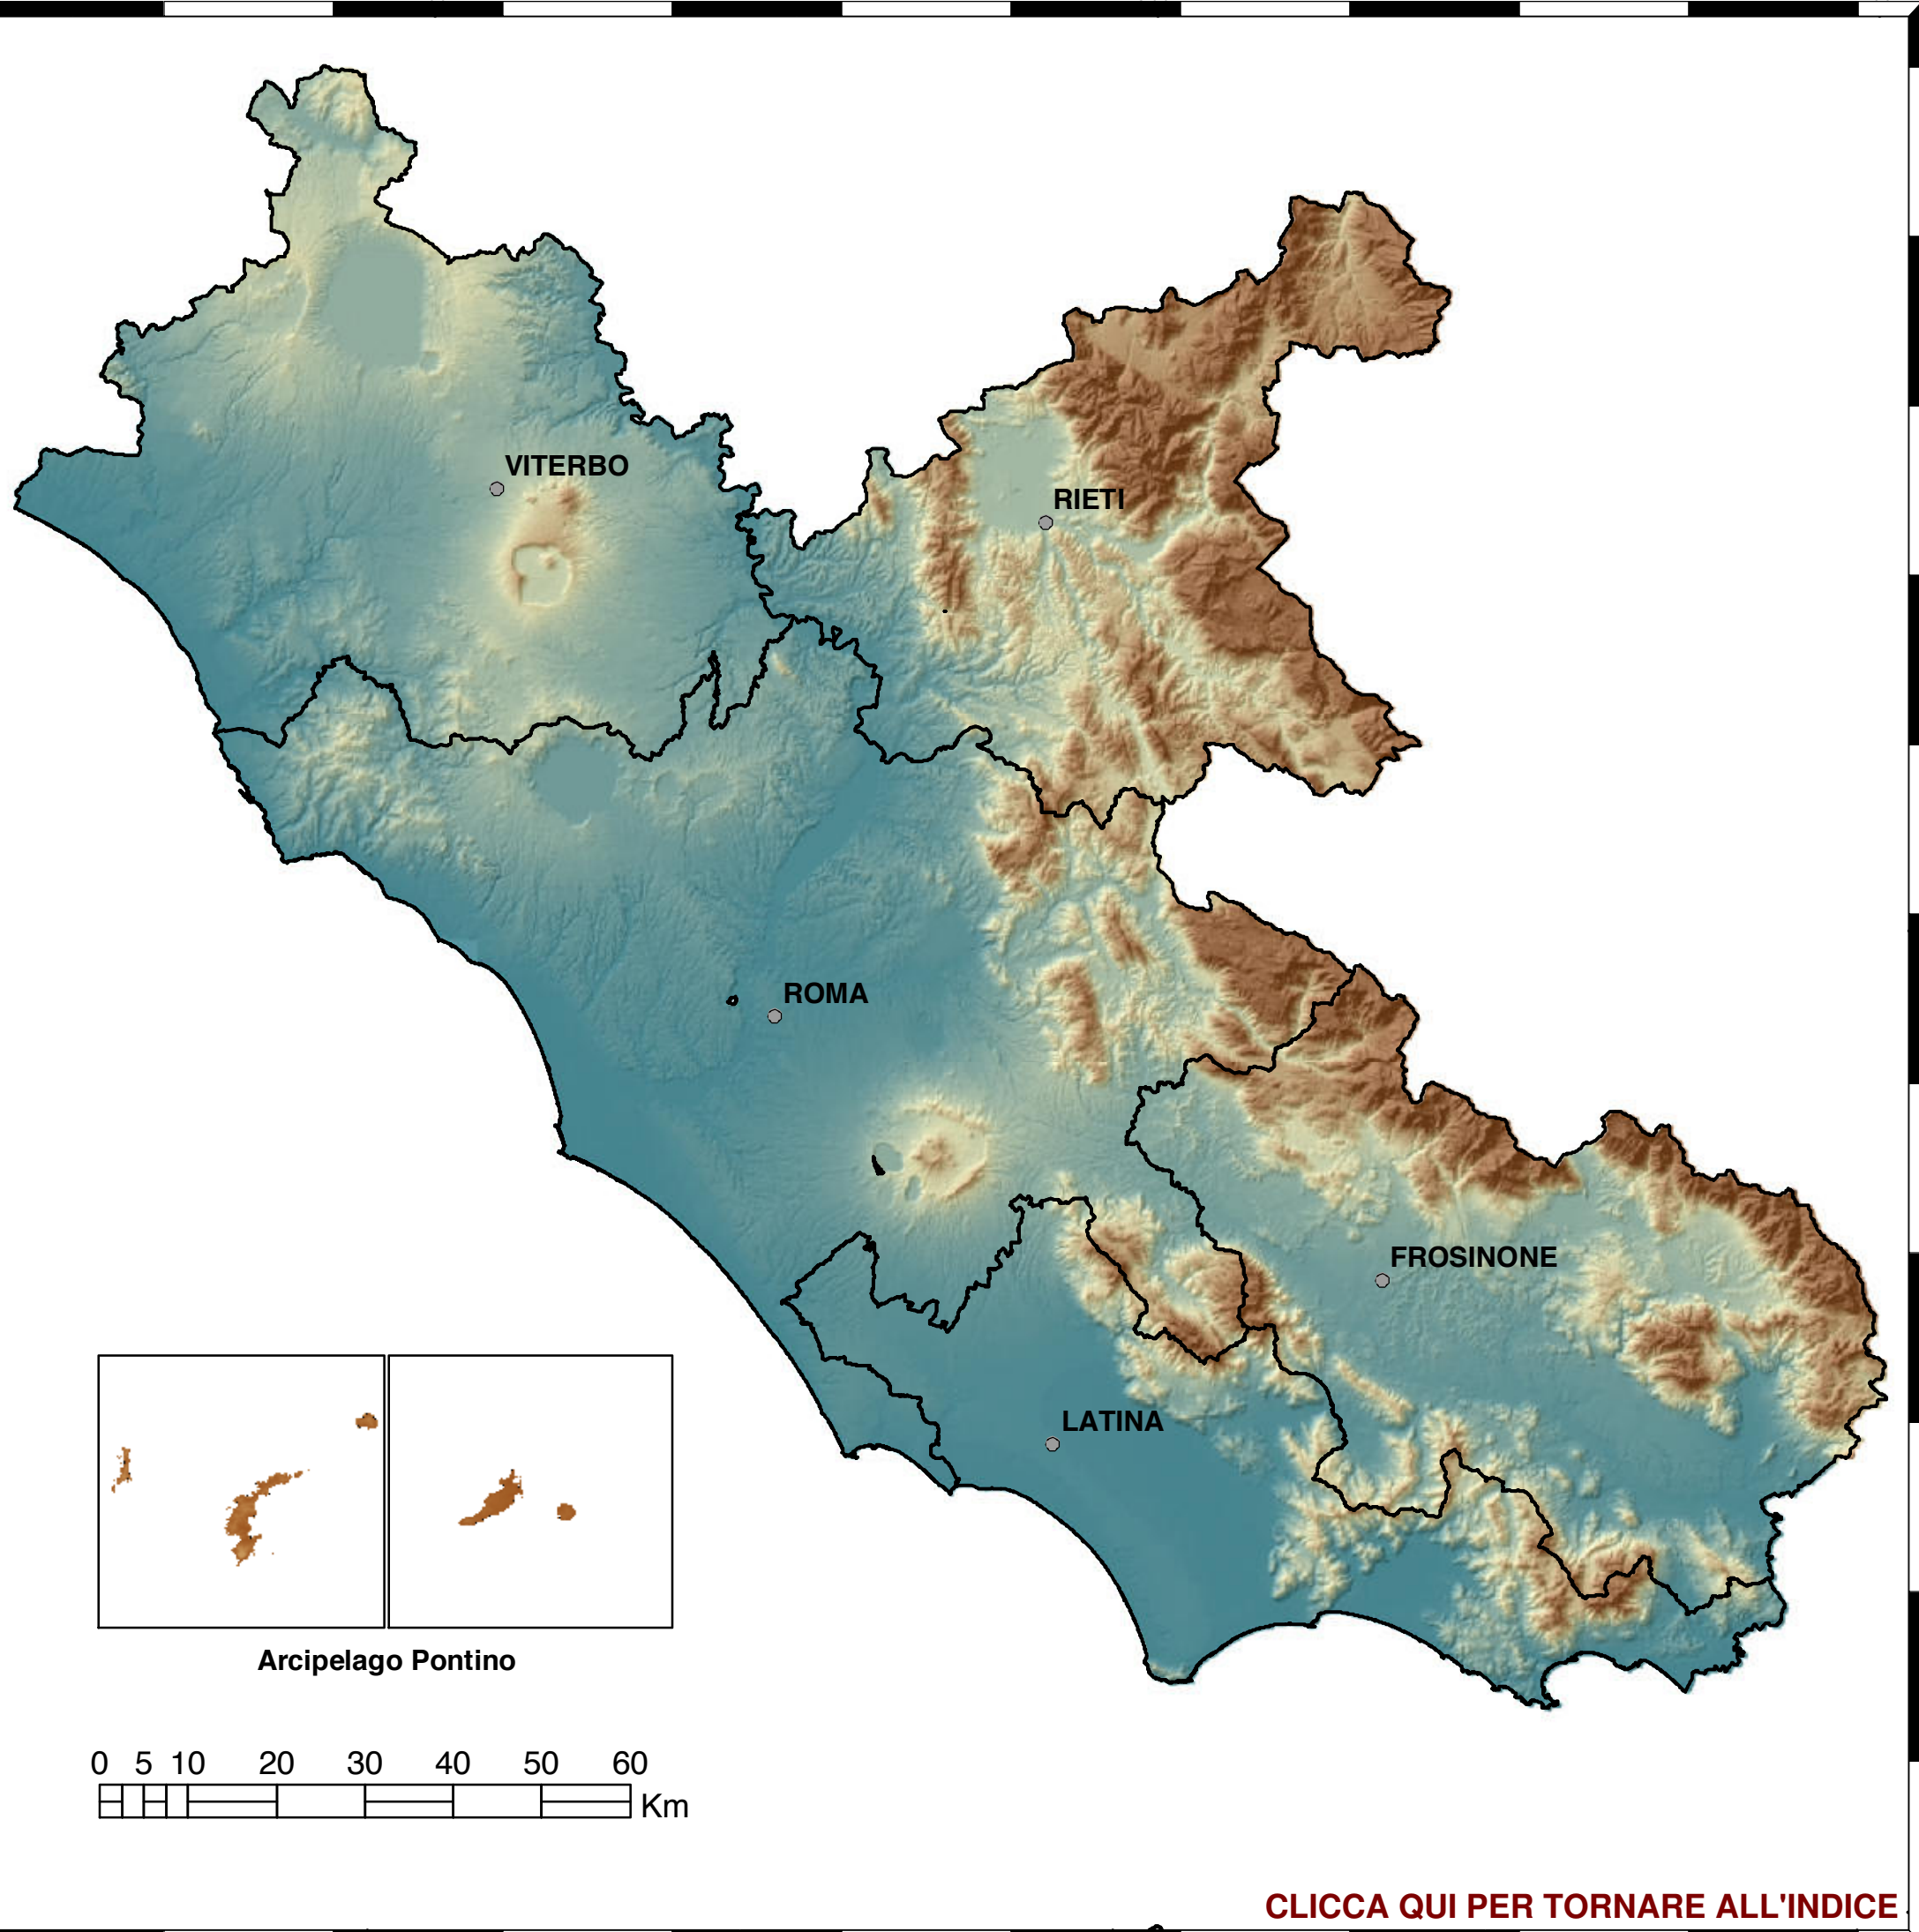 VITERBO
RIETI
ROMA
FROSINONE
LATINA
Arcipelago Pontino
0 5 10 20 30 40 50 60
Km
CLICCA QUI PER TORNARE ALL'INDICE